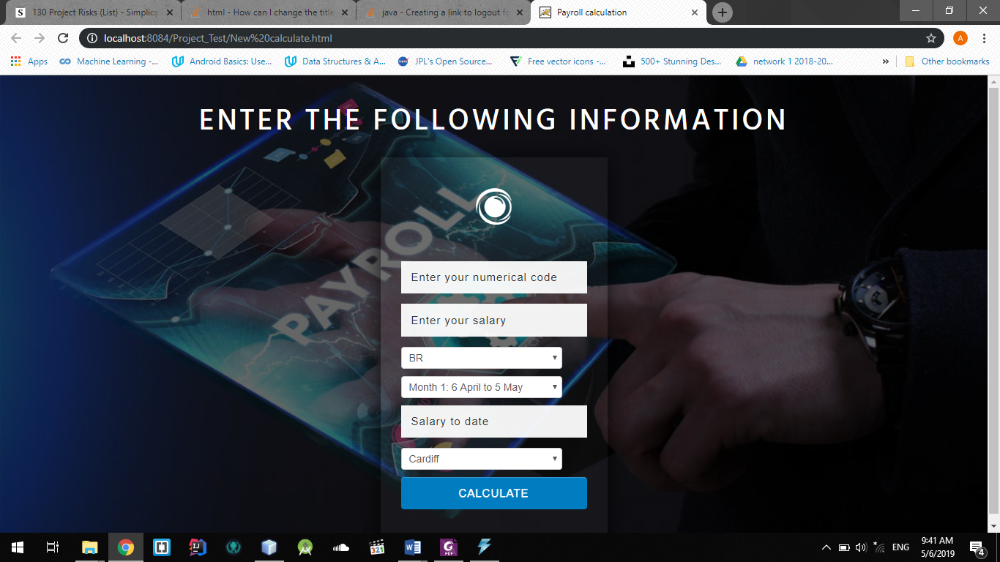 130 Project Risks (List) - Simplica
html - How can I change the title
java - Creating a link to logout fo
Payroll calculation
localhost:8084/Project_Test/New%20calculate.html
A
Apps
Machine Learning -...
Android Basics: Use...
Data Structures & A...
JPL's Open Source...
Free vector icons -...
500+ Stunning Des...
network 1 2018-20...
»
Other bookmarks
ENTER THE FOLLOWING INFORMATION
PAYROLL
Enter your numerical code
Enter your salary
BR
Month 1: 6 April to 5 May
Salary to date
Cardiff
CALCULATE
ENG
9:41 AM
5/6/2019
4